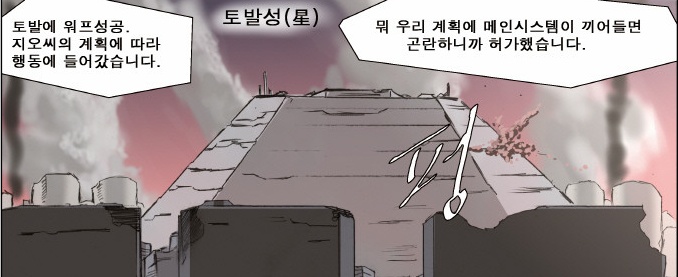 토발에 워프성공.
지오씨의 계획에 따라
행동에 들어갔습니다.
토발성(星)
뭐 우리 계획에 메인시스템이 끼어들면
곤란하니까 허가했습니다.
펑